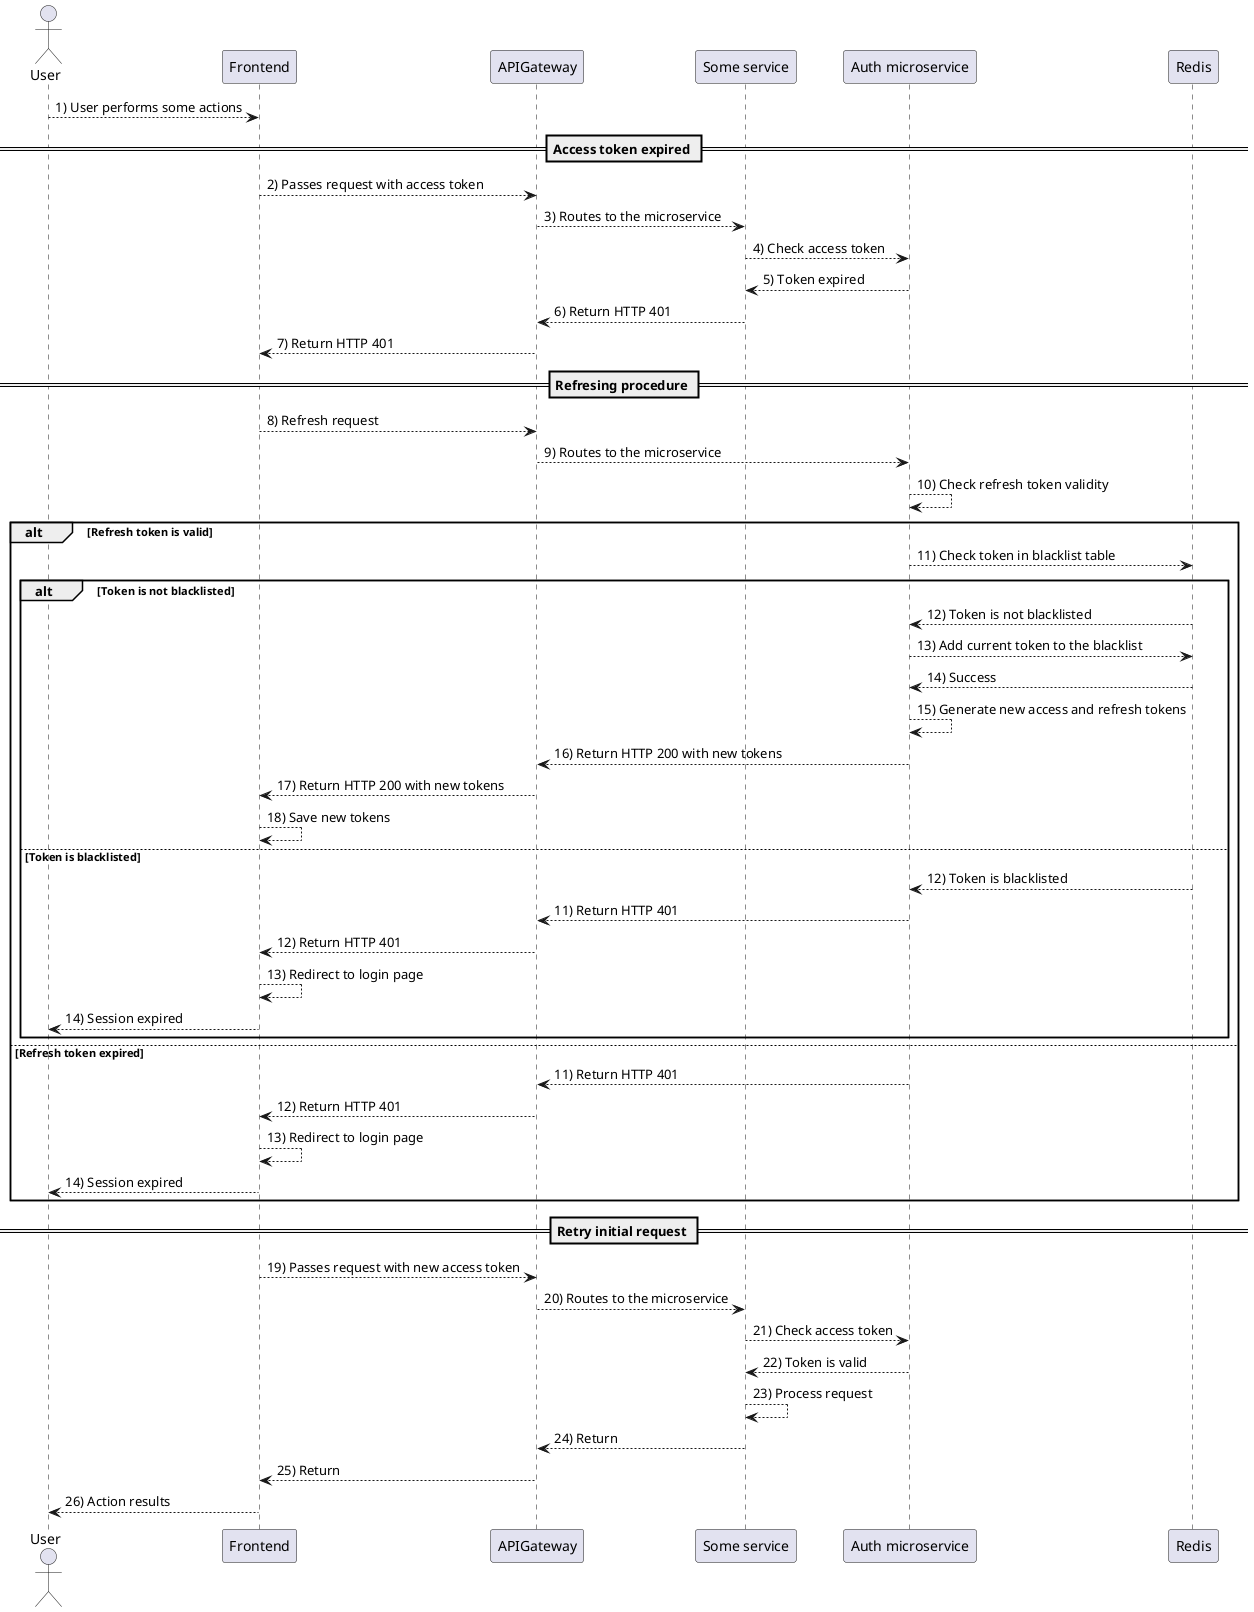 User
Frontend
APIGateway
Some service
Auth microservice
Redis
1) User performs some actions
Access token expired
2) Passes request with access token
3) Routes to the microservice
4) Check access token
5) Token expired
6) Return HTTP 401
7) Return HTTP 401
Refresing procedure
8) Refresh request
9) Routes to the microservice
10) Check refresh token validity
alt
[Refresh token is valid]
11) Check token in blacklist table
alt
[Token is not blacklisted]
12) Token is not blacklisted
13) Add current token to the blacklist
14) Success
15) Generate new access and refresh tokens
16) Return HTTP 200 with new tokens
17) Return HTTP 200 with new tokens
18) Save new tokens
[Token is blacklisted]
12) Token is blacklisted
11) Return HTTP 401
12) Return HTTP 401
13) Redirect to login page
14) Session expired
[Refresh token expired]
11) Return HTTP 401
12) Return HTTP 401
13) Redirect to login page
14) Session expired
Retry initial request
19) Passes request with new access token
20) Routes to the microservice
21) Check access token
22) Token is valid
23) Process request
24) Return
25) Return
26) Action results
User
Frontend
APIGateway
Some service
Auth microservice
Redis